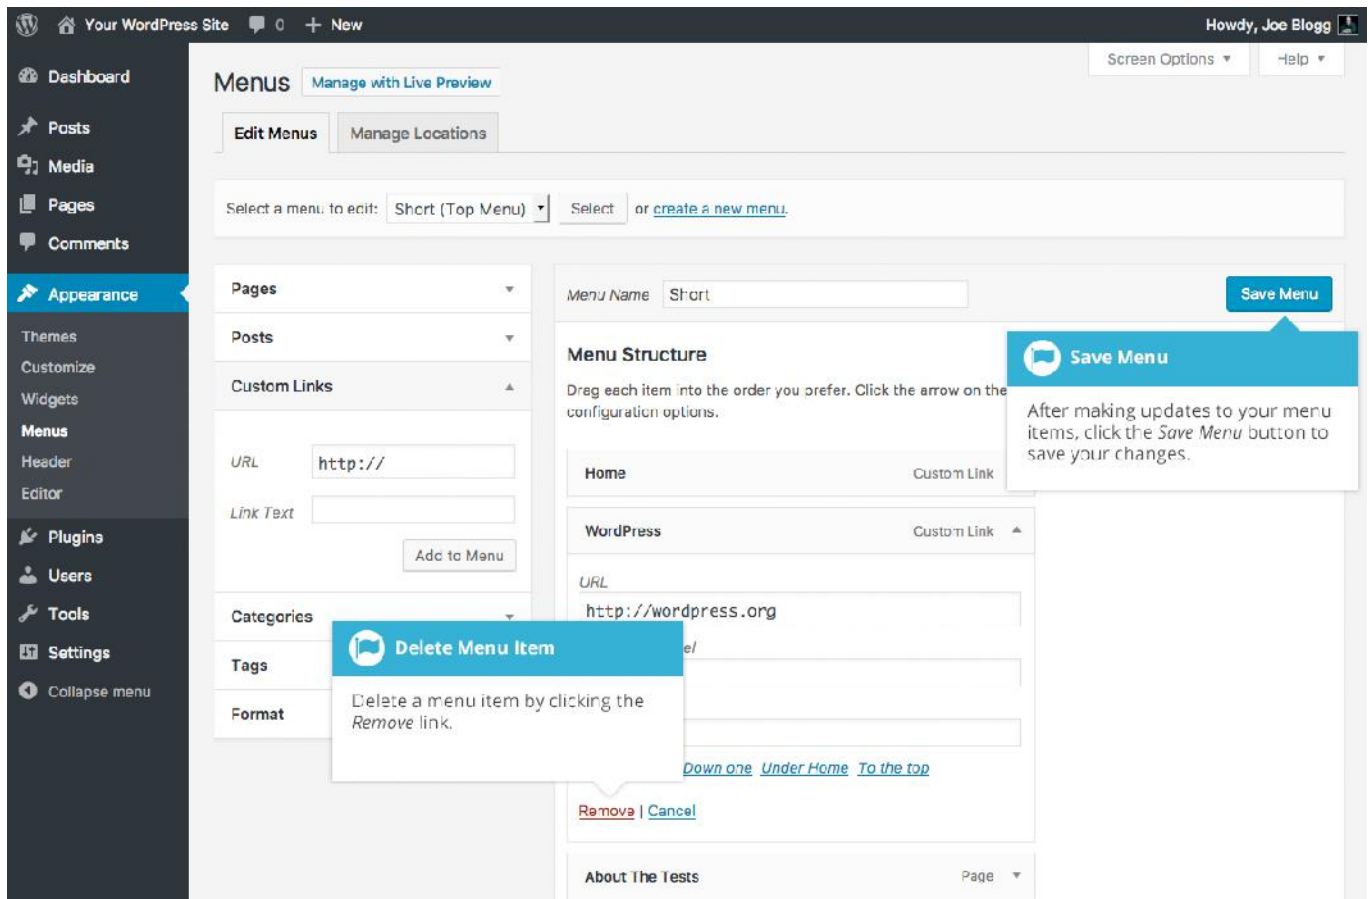 Your WordPress Site 0 New Howdy, Joe Blogg
Screen Options Help
Dashboard
Posts
Media
Pages
Comments
Appearance
Themes
Customize
Widgets
Menus
Header
Editor
Plugins
Users
Tools
Settings
Collapse menu
Menus Manage with Live Preview
Edit Menus Manage Locations
Select a menu to edit: Short (Top Menu) Select or create a new menu.
Pages
Posts
Custom Links
URL http://
Link Text
Add to Menu
Categories
Tags
Format
Menu Name Short Save Menu
Menu Structure
Drag each item into the order you prefer. Click the arrow on the
configuration options.
Save Menu
After making updates to your menu
items, click the Save Menu button to
save your changes.
Home Custom Link
WordPress Custom Link
URL
http://wordpress.org
Delete Menu Item
Delete a menu item by clicking the
Remove link.
Down one Under Home To the top
Remove | Cancel
About The Tests Page